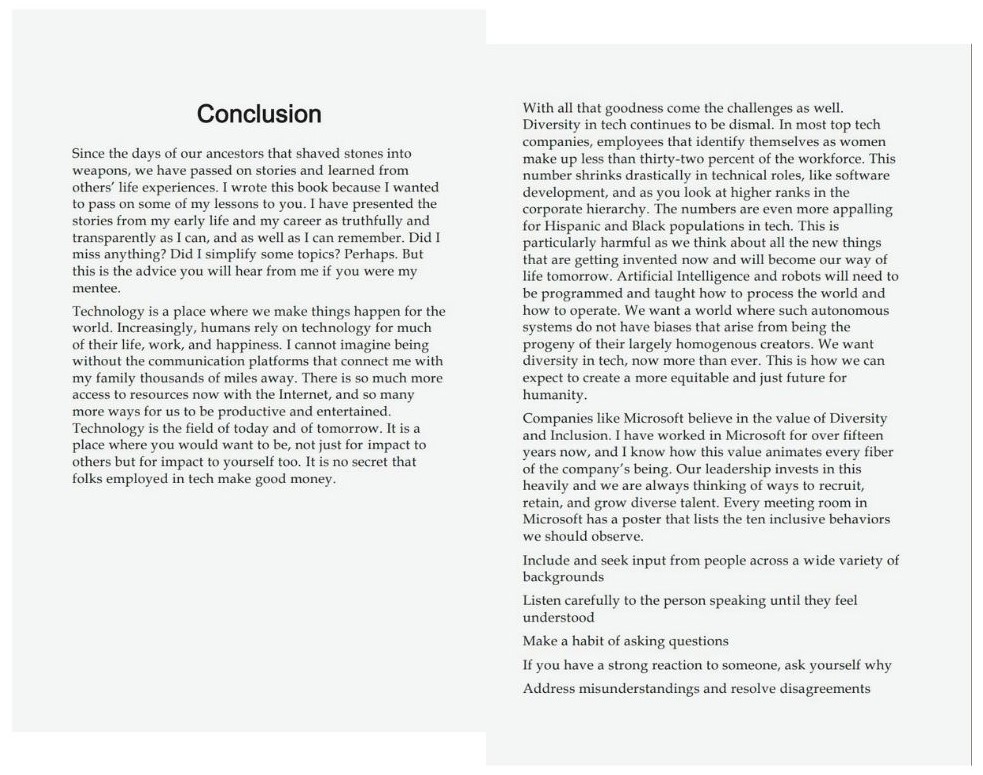 Conclusion
Since the days of our ancestors that shaved stones into
weapons, we have passed on stories and learned from
others' life experiences. I wrote this book because I wanted
to pass on some of my lessons to you. I have presented the
stories from my early life and my career as truthfully and
transparently as I can, and as well as I can remember. Did I
miss anything? Did I simplify some topics? Perhaps. But
this is the advice you will hear from me if you were my
mentee.
Technology is a place where we make things happen for the
world. Increasingly, humans rely on technology for much
of their life, work, and happiness. I cannot imagine being
without the communication platforms that connect me with
my family thousands of miles away. There is so much more
access to resources now with the Internet, and so many
more ways for us to be productive and entertained.
Technology is the field of today and of tomorrow. It is a
place where you would want to be, not just for impact to
others but for impact to yourself too. It is no secret that
folks employed in tech make good money.
With all that goodness come the challenges as well.
Diversity in tech continues to be dismal. In most top tech
companies, employees that identify themselves as women
make up less than thirty-two percent of the workforce. This
number shrinks drastically in technical roles, like software
development, and as you look at higher ranks in the
corporate hierarchy. The numbers are even more appalling
for Hispanic and Black populations in tech. This is
particularly harmful as we think about all the new things
that are getting invented now and will become our way of
life tomorrow. Artificial Intelligence and robots will need to
be programmed and taught how to process the world and
how to operate. We want a world where such autonomous
systems do not have biases that arise from being the
progeny of their largely homogenous creators. We want
diversity in tech, now more than ever. This is how we can
expect to create a more equitable and just future for
humanity.
Companies like Microsoft believe in the value of Diversity
and Inclusion. I have worked in Microsoft for over fifteen
years now, and I know how this value animates every fiber
of the company's being. Our leadership invests in this
heavily and we are always thinking of ways to recruit,
retain, and grow diverse talent. Every meeting room in
Microsoft has a poster that lists the ten inclusive behaviors
we should observe.
Include and seek input from people across a wide variety of
backgrounds
Listen carefully to the person speaking until they feel
understood
Make a habit of asking questions
If you have a strong reaction to someone, ask yourself why
Address misunderstandings and resolve disagreements